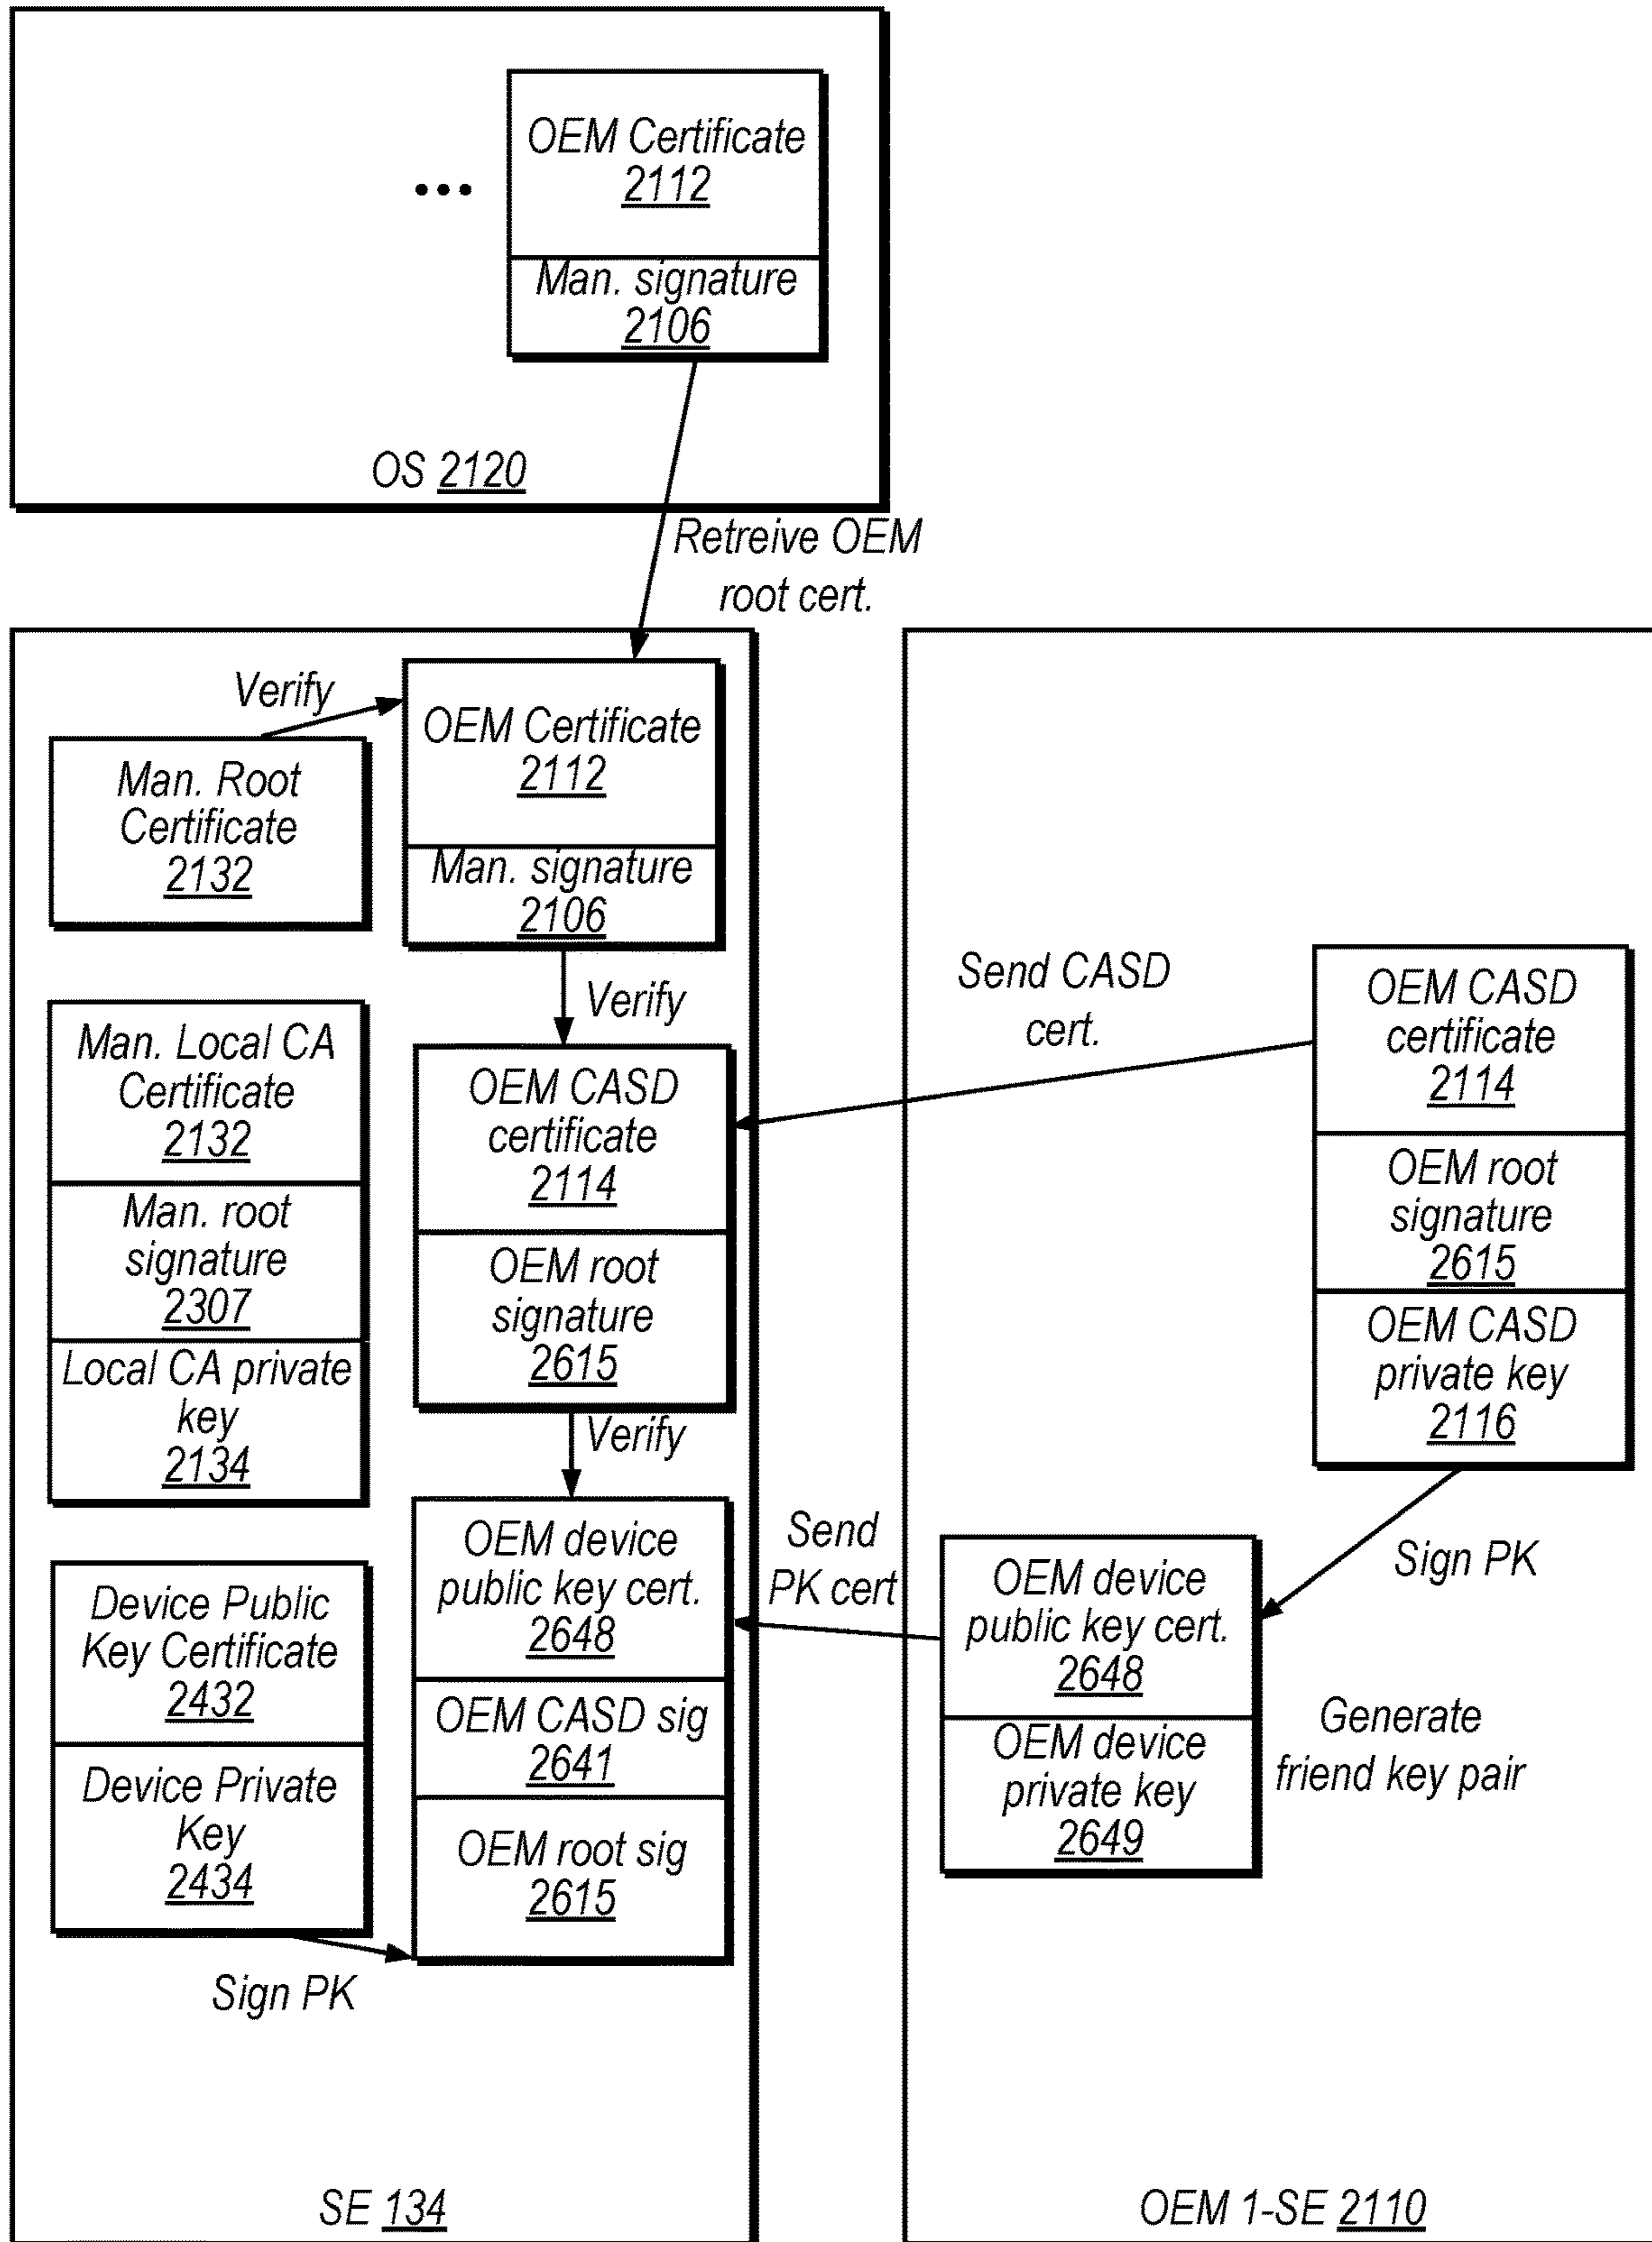 OEM Certificate
2112
...
Man. signature
2106
OS 2120
Retreive OEM
root cert.
Verify
OEM Certificate
2112
Man. Root
Certificate
2132
Man. signature
2106
Verify
Man. Local CA
Certificate
2132
Man. root
signature
2307
Local CA private
key
2134
OEM CASD
certificate
2114
OEM root
signature
2615
Verify
Send CASD
cert.
OEM CASD
certificate
2114
OEM root
signature
2615
OEM CASD
private key
2116
Sign PK
Device Public
Key Certificate
2432
Device Private
Key
2434
Sign PK
OEM device
public key cert.
2648
OEM CASD sig
2641
OEM root sig
2615
Send
PK cert
OEM device
public key cert.
2648
OEM device
private key
2649
Generate
friend key pair
SE 134
OEM 1-SE 2110